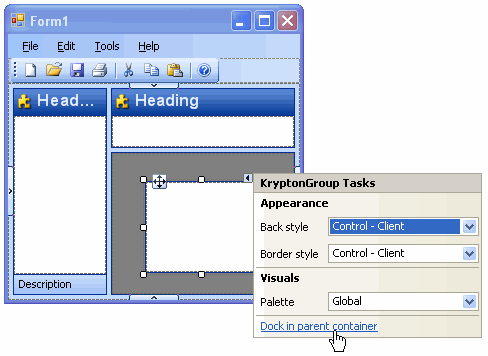 Form1
File Edit Tools Help
Head... Heading
KryptonGroup Tasks
Appearance
Back style Control - Client
Border style Control - Client
Visuals
Palette Global
Dock in parent container
Description